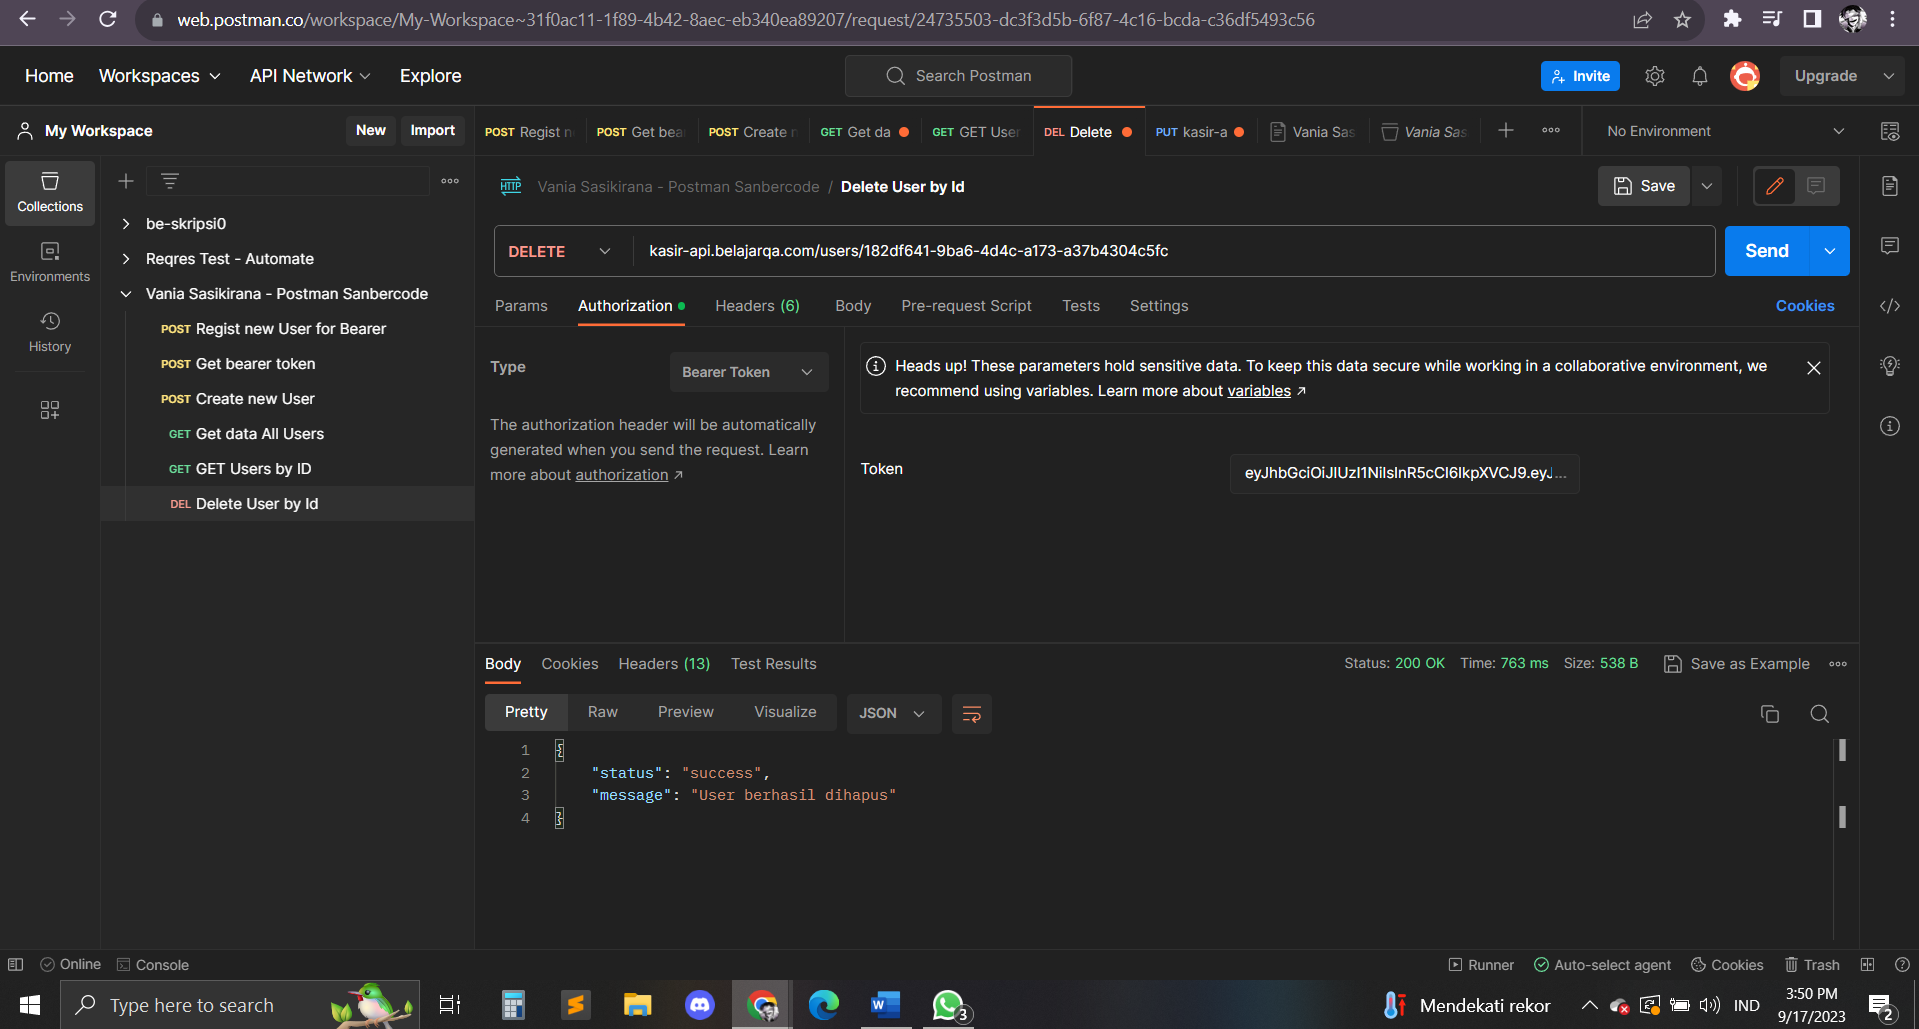 web.postman.co/workspace/My-Workspace~31f0ac11-1f89-4b42-8aec-eb340ea89207/request/24735503-dc3f3d5b-6f87-4c16-bcda-c36df5493c56
Home Workspaces API Network Explore
Search Postman
Invite
Upgrade
My Workspace
New Import
POST Regist n
POST Get bea
POST Create n
GET Get da
GET GET User
DEL Delete
PUT kasir-a
Vania Sas
Vania Sas
No Environment
Collections
Environments
History
be-skripsi0
Reqres Test - Automate
Vania Sasikirana - Postman Sanbercode
POST Regist new User for Bearer
POST Get bearer token
POST Create new User
GET Get data All Users
GET GET Users by ID
DEL Delete User by Id
HTTP Vania Sasikirana - Postman Sanbercode / Delete User by Id
Save
DELETE kasir-api.belajarqa.com/users/182df641-9ba6-4d4c-a173-a37b4304c5fc
Send
Params Authorization Headers (6) Body Pre-request Script Tests Settings
Cookies
Type Bearer Token
The authorization header will be automatically
generated when you send the request. Learn
more about authorization ↗
Heads up! These parameters hold sensitive data. To keep this data secure while working in a collaborative environment, we
recommend using variables. Learn more about variables ↗
Token
eyJhbGciOiJIUzI1NiIsInR5cCI6IkpXVCJ9.eyJ...
Body Cookies Headers (13) Test Results
Status: 200 OK Time: 763 ms Size: 538 B
Save as Example
Pretty Raw Preview Visualize JSON
1 {
2 "status": "success",
3 "message": "User berhasil dihapus"
4 }
Online Console
Runner Auto-select agent Cookies Trash
Type here to search
3
Mendekati rekor
IND
3:50 PM
9/17/2023
2